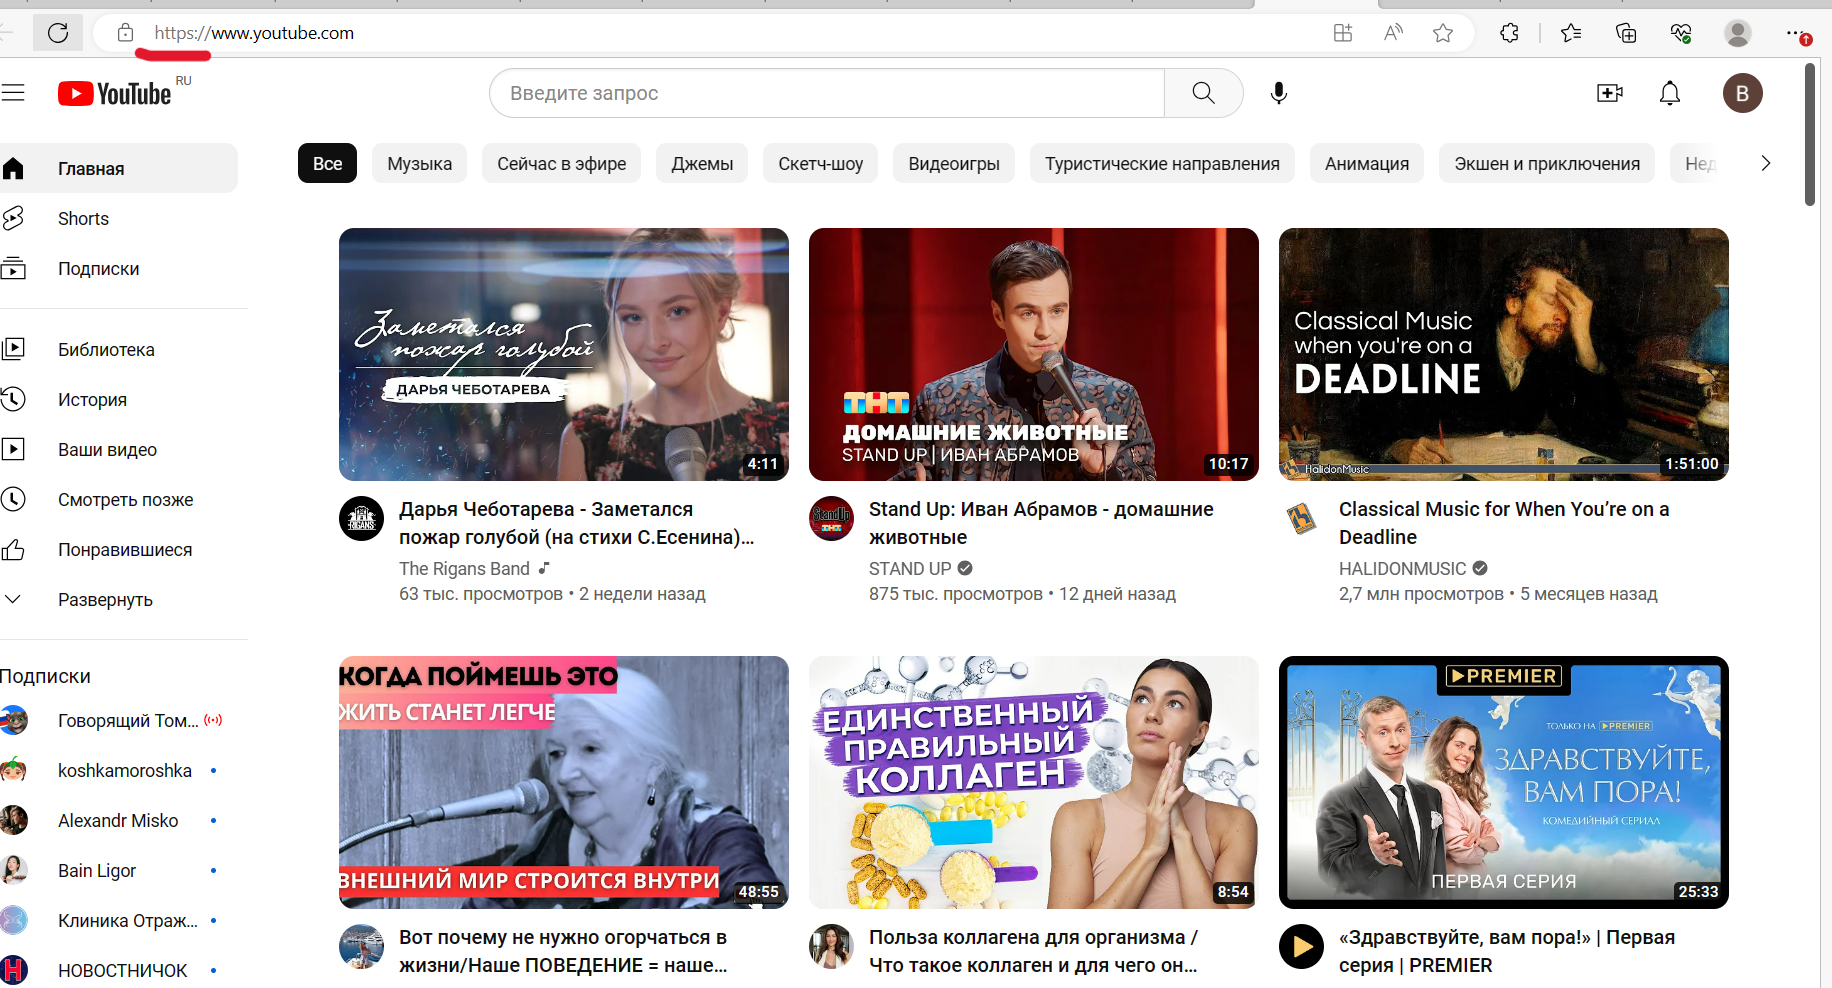 https://www.youtube.com
YouTube RU
Введите запрос
B
Главная
Shorts
Подписки
Библиотека
История
Ваши видео
Смотреть позже
Понравившиеся
Развернуть
Подписки
Говорящий Том...
koshkamoroshka
Alexandr Misko
Bain Ligor
Клиника Отраж...
НОВОСТНИЧОК
Все
Музыка
Сейчас в эфире
Джемы
Скетч-шоу
Видеоигры
Туристические направления
Анимация
Экшен и приключения
Нед
Заметался
пожар голубой
ДАРЬЯ ЧЕБОТАРЕВА
4:11
RIGANS
Дарья Чеботарева - Заметался
пожар голубой (на стихи С.Есенина)...
The Rigans Band
63 тыс. просмотров • 2 недели назад
ТНТ
ДОМАШНИЕ ЖИВОТНЫЕ
STAND UP | ИВАН АБРАМОВ
10:17
StandUp
ТНТ
Stand Up: Иван Абрамов - домашние
животные
STAND UP
875 тыс. просмотров • 12 дней назад
Classical Music
when you're on a
DEADLINE
HalidonMusic
1:51:00
Classical Music for When You’re on a
Deadline
HALIDONMUSIC
2,7 млн просмотров • 5 месяцев назад
КОГДА ПОЙМЕШЬ ЭТО
ЖИТЬ СТАНЕТ ЛЕГЧЕ
ВНЕШНИЙ МИР СТРОИТСЯ ВНУТРИ
48:55
Вот почему не нужно огорчаться в
жизни/Наше ПОВЕДЕНИЕ = наше...
ЕДИНСТВЕННЫЙ
ПРАВИЛЬНЫЙ
КОЛЛАГЕН
8:54
Польза коллагена для организма /
Что такое коллаген и для чего он...
PREMIER
ТОЛЬКО НА PREMIER
ЗДРАВСТВУЙТЕ,
ВАМ ПОРА!
КОМЕДИЙНЫЙ СЕРИАЛ
ПЕРВАЯ СЕРИЯ
25:33
«Здравствуйте, вам пора!» | Первая
серия | PREMIER